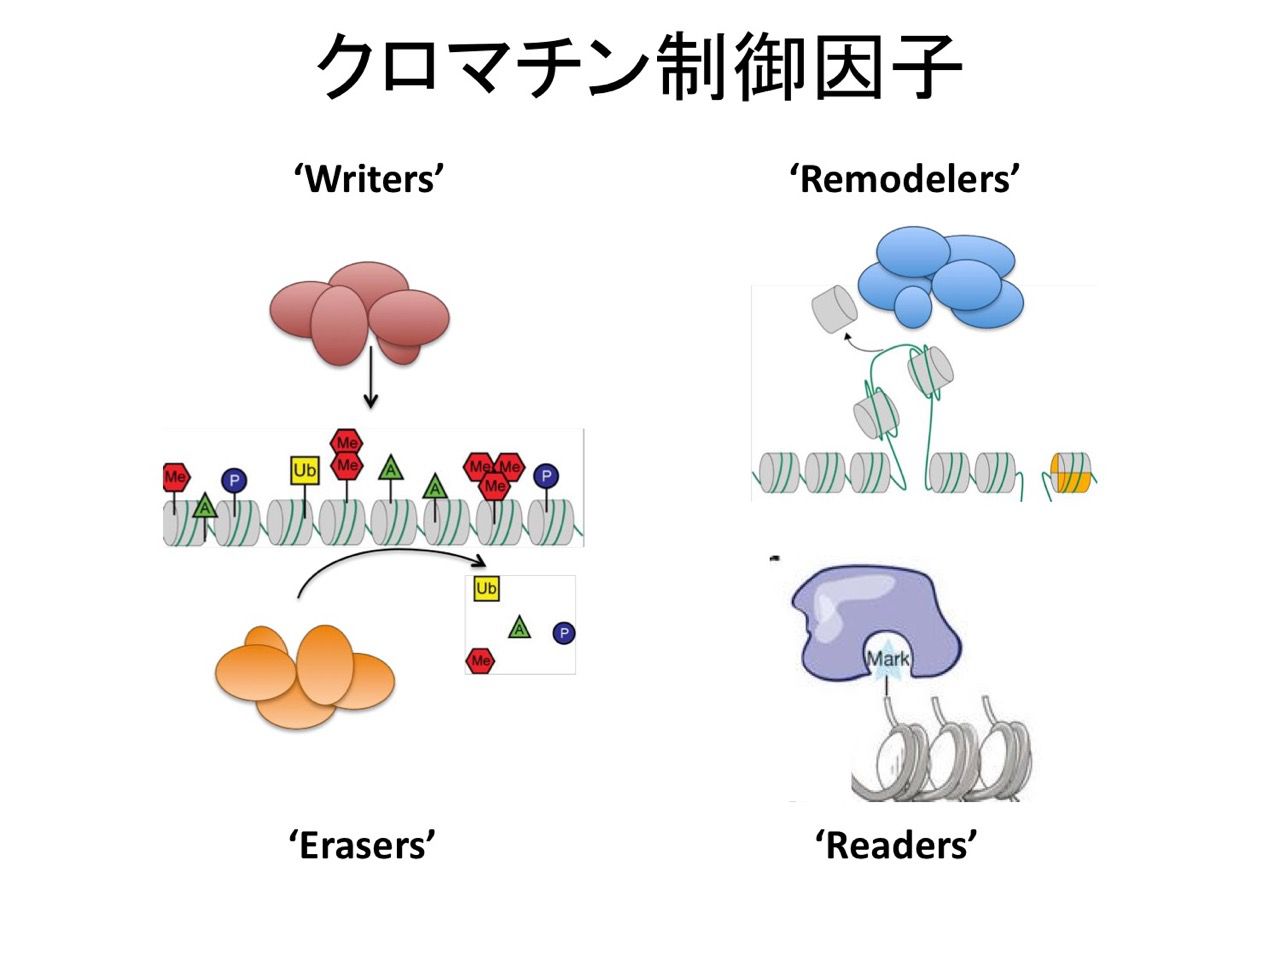 クロマチン制御因子
‘Writers’
‘Remodelers’
Me
Me
Me
P
Ub
A
A
A
Me
Me
Me
P
Ub
A
P
Me
Mark
‘Erasers’
‘Readers’